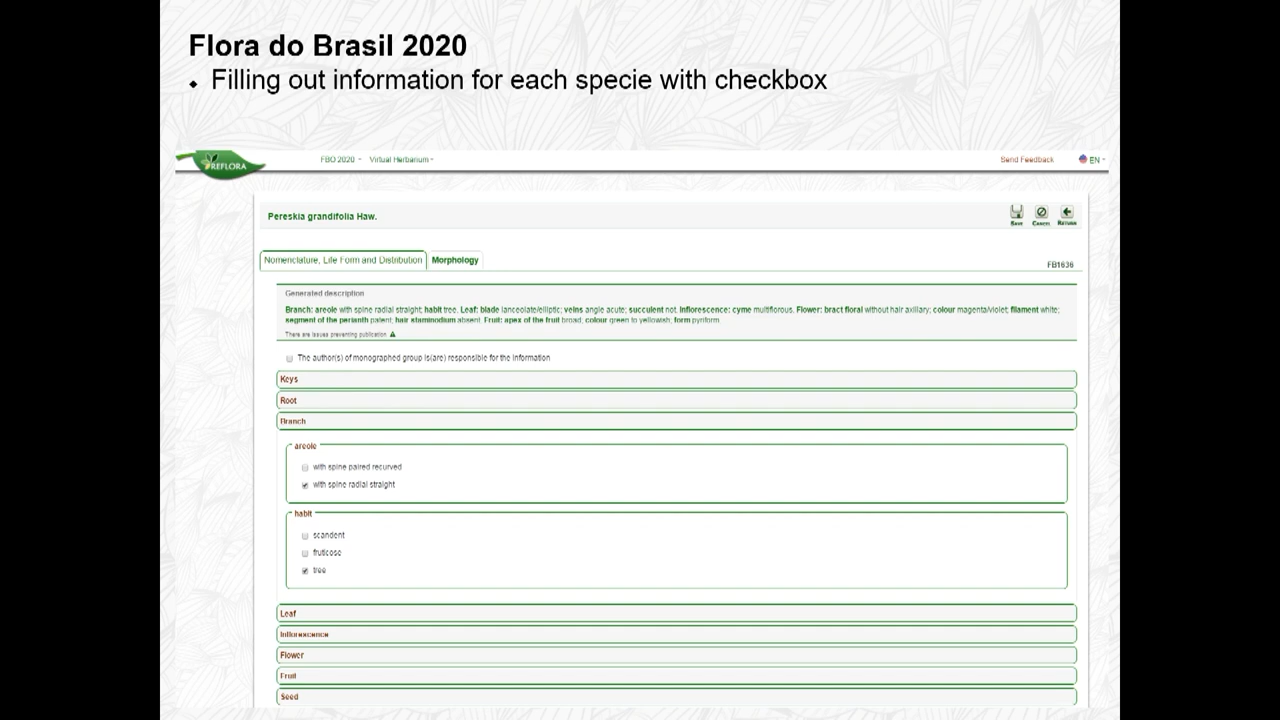 Flora do Brasil 2020
Filling out information for each specie with checkbox
REFLORA
FBO 2020
Virtual Herbarium
Send Feedback
EN
Pereskia grandifolia Haw.
Save
Cancel
Return
Nomenclature, Life Form and Distribution
Morphology
FB1636
Generated description
Branch: areole with spine radial straight; habit tree. Leaf: blade lanceolate/elliptic; veins angle acute; succulent not. Inflorescence: cyme multiflorous. Flower: bract floral without hair axillary; colour magenta/violet; filament white;
segment of the perianth patent; hair staminodium absent. Fruit: apex of the fruit broad; colour green to yellowish; form pyriform.
There are issues preventing publication
The author(s) of monographed group is(are) responsible for the information
Keys
Root
Branch
areole
with spine paired recurved
with spine radial straight
habit
scandent
fruticose
tree
Leaf
Inflorescence
Flower
Fruit
Seed